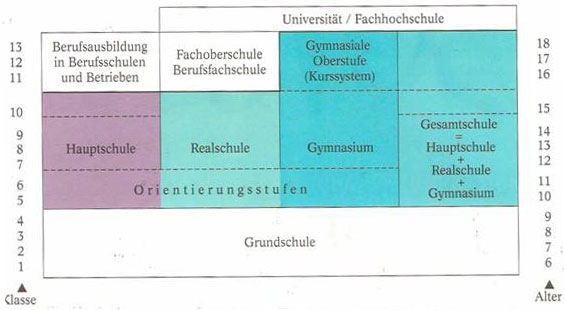 Universität / Fachhochschule
13
12
11
Berufsausbildung
in Berufsschulen
und Betrieben
Fachoberschule
Berufsfachschule
Gymnasiale
Oberstufe
(Kurssystem)
18
17
16
10
9
8
7
Hauptschule
Realschule
Gymnasium
Gesamtschule
=
Hauptschule
+
Realschule
+
Gymnasium
15
14
13
12
6
5
Orientierungsstufen
11
10
4
3
2
1
Grundschule
9
8
7
6
Klasse
Alter